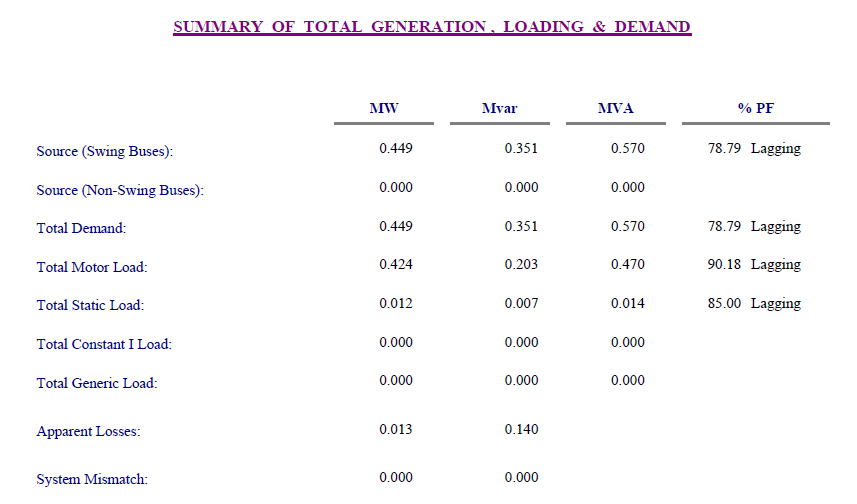 SUMMARY OF TOTAL GENERATION , LOADING & DEMAND
MW Mvar MVA % PF
Source (Swing Buses): 0.449 0.351 0.570 78.79 Lagging
Source (Non-Swing Buses): 0.000 0.000 0.000
Total Demand: 0.449 0.351 0.570 78.79 Lagging
Total Motor Load: 0.424 0.203 0.470 90.18 Lagging
Total Static Load: 0.012 0.007 0.014 85.00 Lagging
Total Constant I Load: 0.000 0.000 0.000
Total Generic Load: 0.000 0.000 0.000
Apparent Losses: 0.013 0.140
System Mismatch: 0.000 0.000